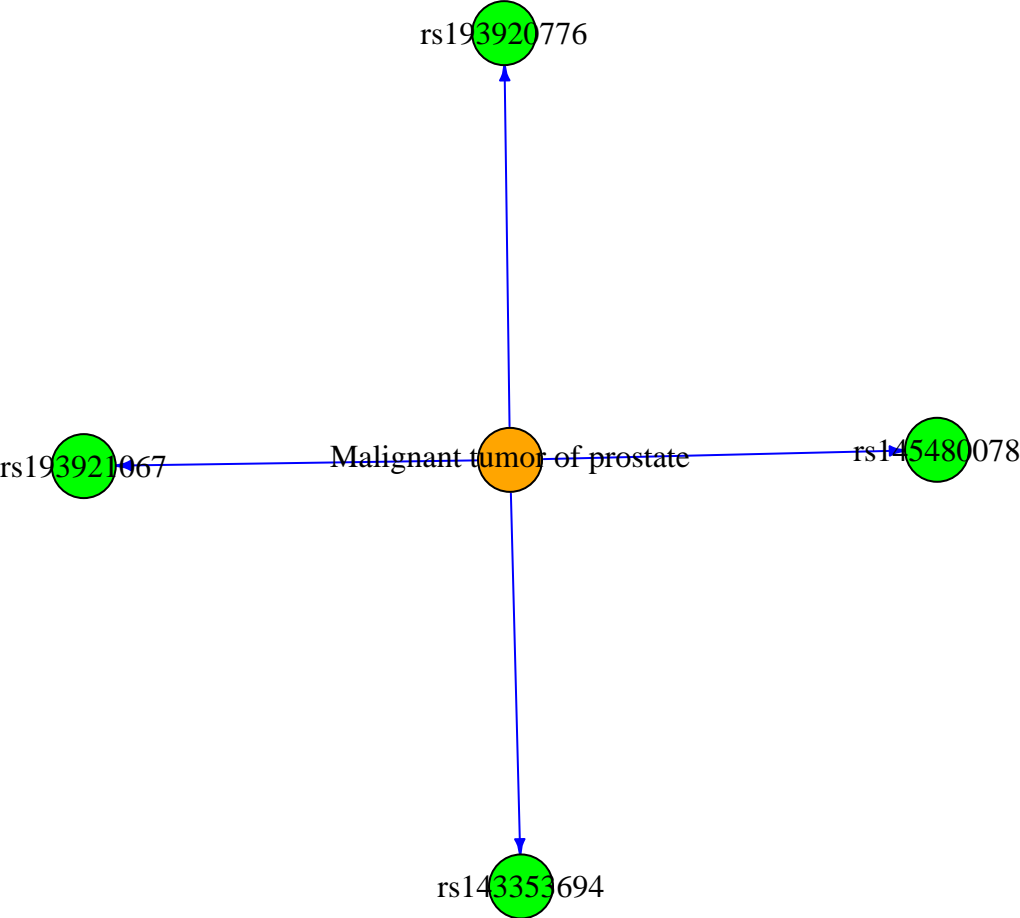 rs193920776
rs145480078
Malignant tumor of prostate
rs193921067
rs143353694